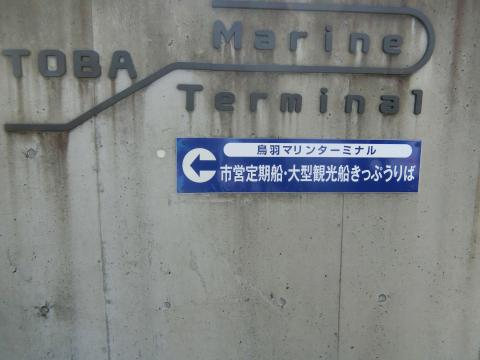 TOBA Marine
Terminal
鳥羽マリンターミナル
市営定期船・大型観光船きっぷうりば